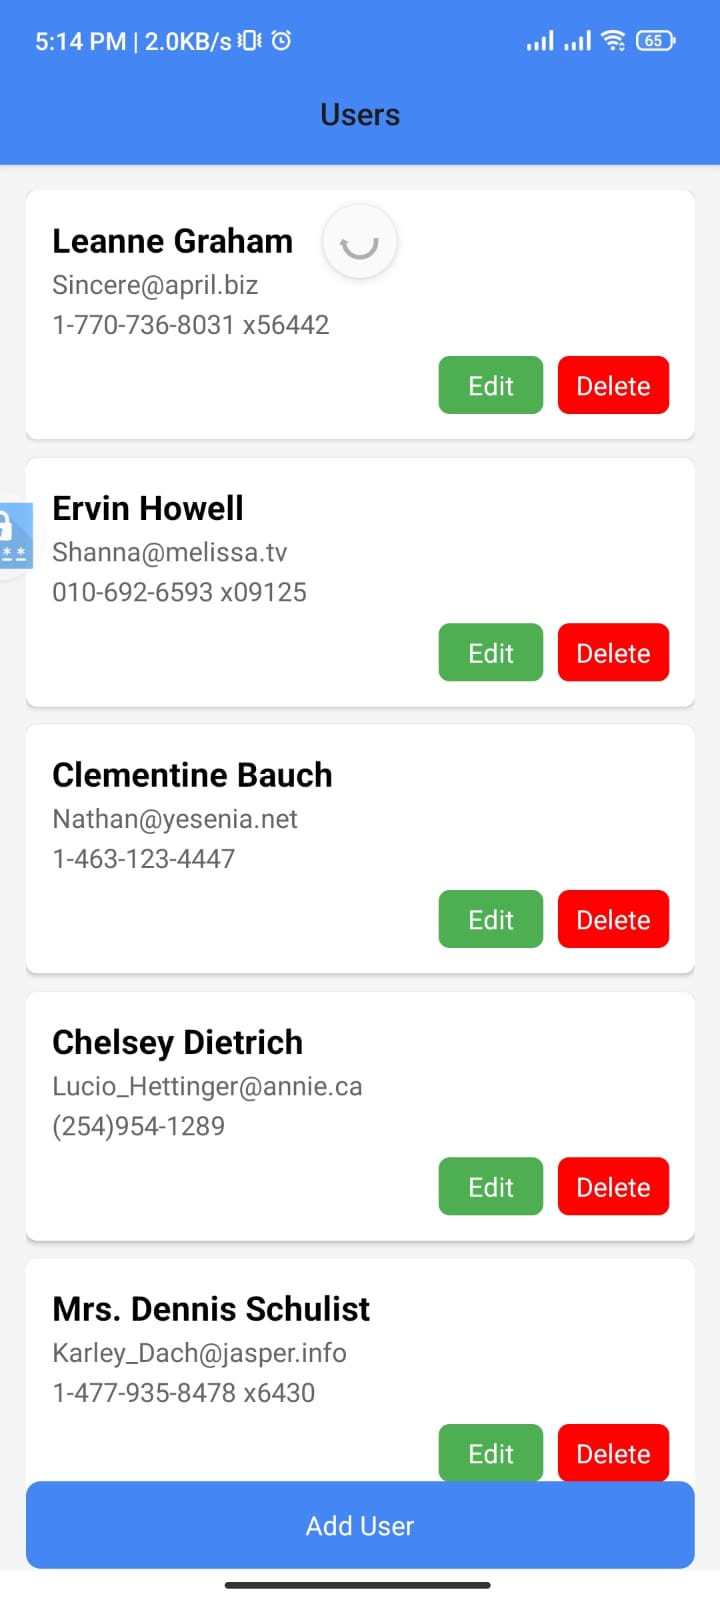 5:14 PM | 2.0KB/s
65
Users
Leanne Graham
Sincere@april.biz
1-770-736-8031 x56442
Edit Delete
Ervin Howell
**
Shanna@melissa.tv
010-692-6593 x09125
Edit Delete
Clementine Bauch
Nathan@yesenia.net
1-463-123-4447
Edit Delete
Chelsey Dietrich
Lucio_Hettinger@annie.ca
(254)954-1289
Edit Delete
Mrs. Dennis Schulist
Karley_Dach@jasper.info
1-477-935-8478 x6430
Edit Delete
Add User